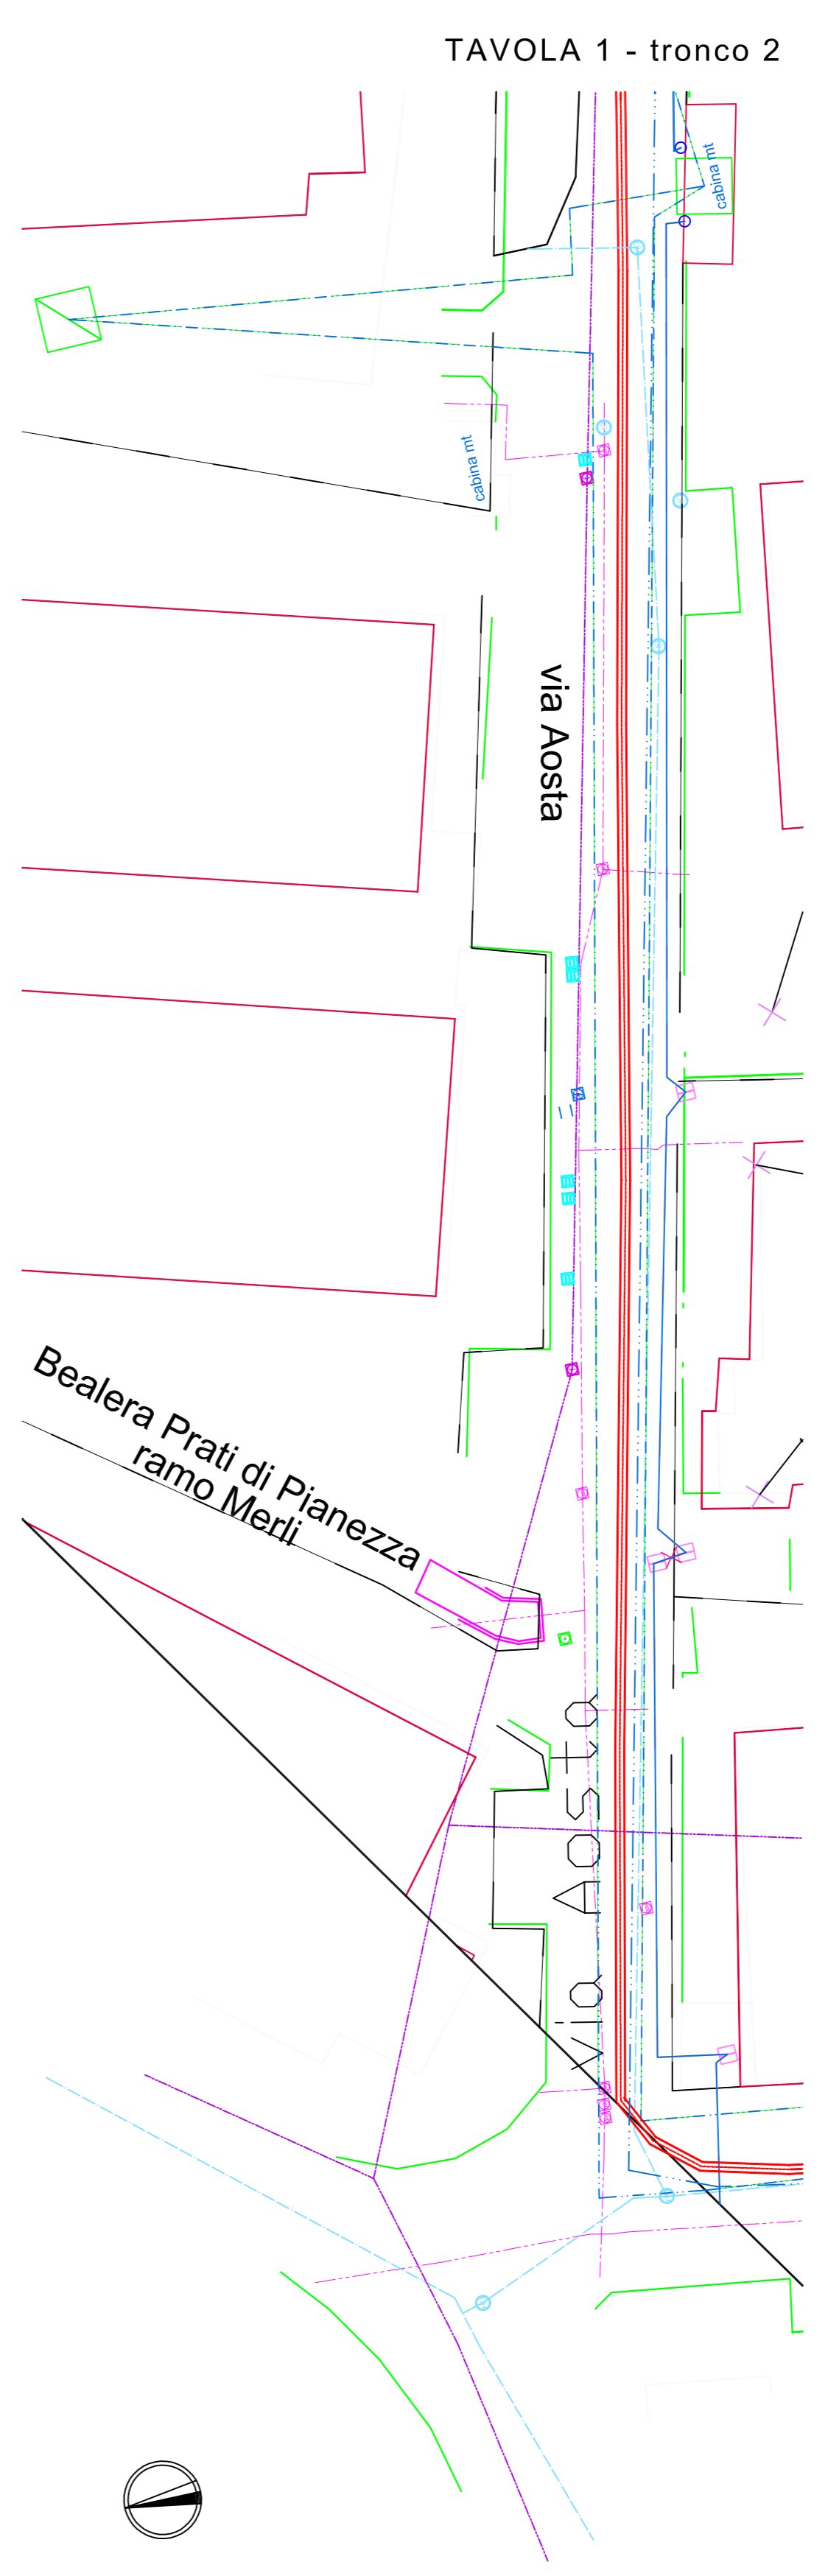 TAVOLA 1 - tronco 2
cabina mt
cabina mt
via Aosta
Bealera Prati di Pianezza
ramo Merli
VIA AOSTA